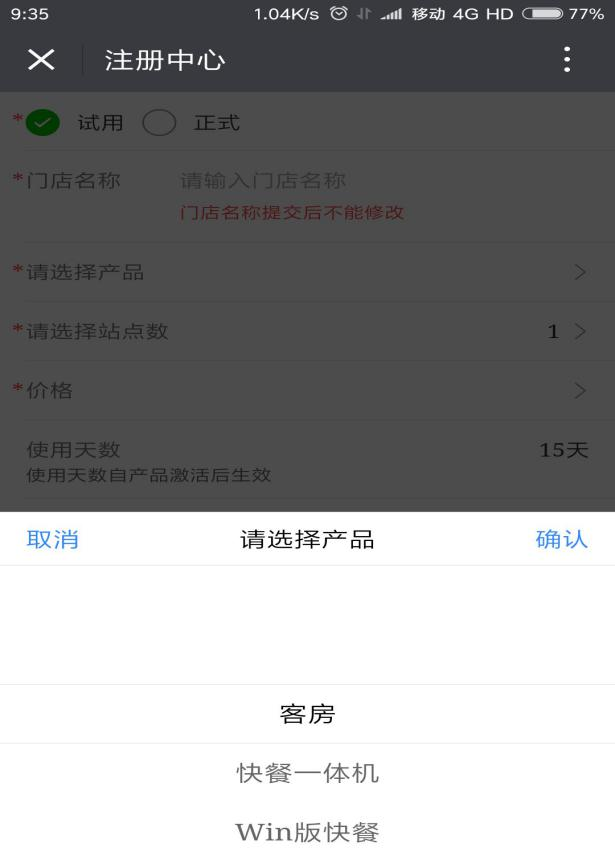 9:35 1.04K/s 移动 4G HD 77%
注册中心
*试用 正式
*门店名称 请输入门店名称
门店名称提交后不能修改
*请选择产品
*请选择站点数 1
*价格
使用天数 15天
使用天数自产品激活后生效
取消 请选择产品 确认
客房
快餐一体机
Win版快餐